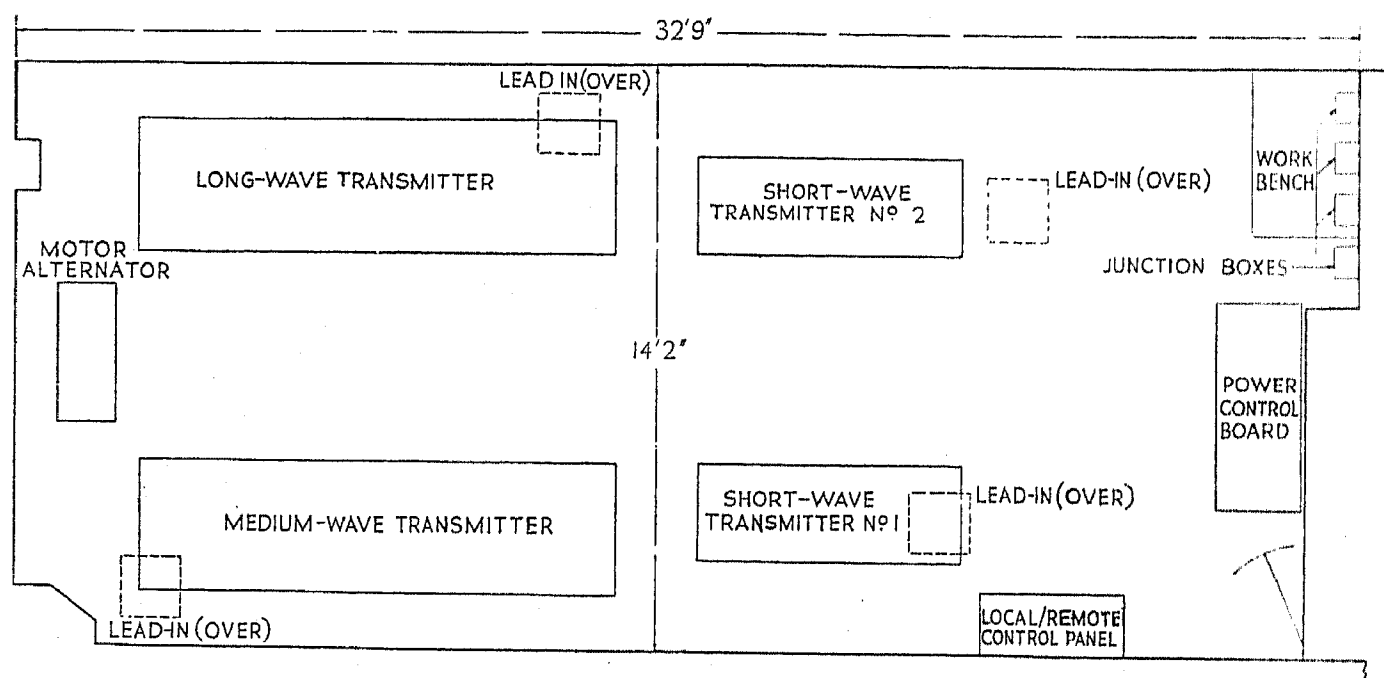 32'9"
LEAD IN (OVER)
LONG-WAVE TRANSMITTER
SHORT-WAVE
TRANSMITTER Nº 2
LEAD-IN (OVER)
WORK
BENCH
MOTOR
ALTERNATOR
JUNCTION BOXES
14'2"
POWER
CONTROL
BOARD
MEDIUM-WAVE TRANSMITTER
SHORT-WAVE
TRANSMITTER Nº 1
LEAD-IN (OVER)
LEAD-IN (OVER)
LOCAL/REMOTE
CONTROL PANEL